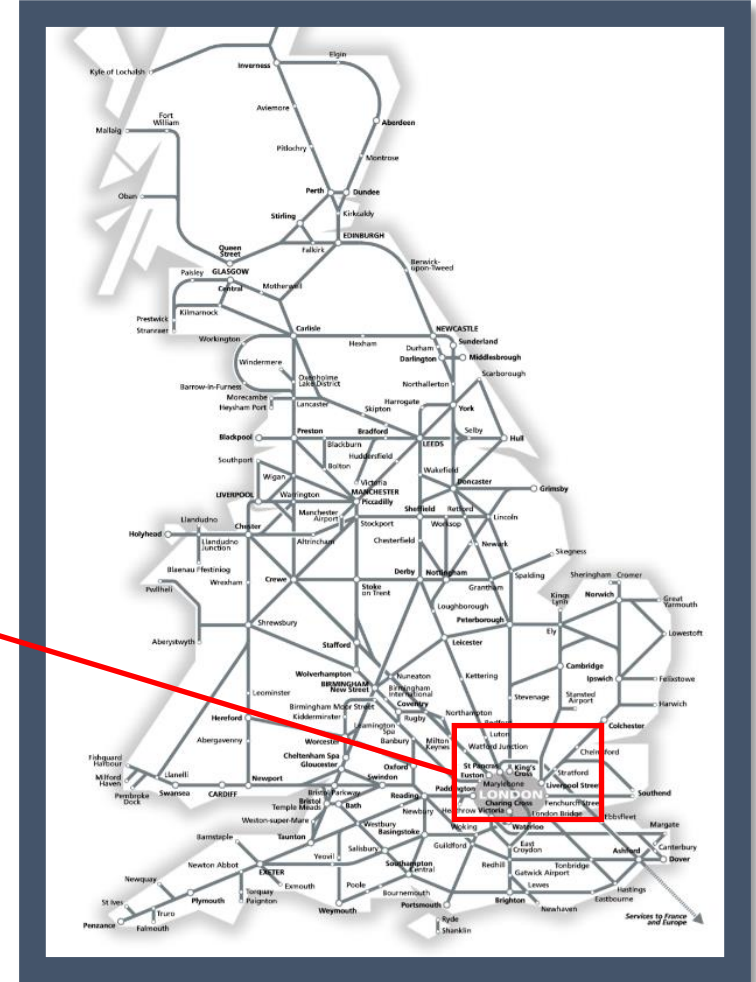 Elgin
Inverness
Kyle of Lochalsh
Aviemore
Fort
William
Mallaig
Aberdeen
Pitlochry
Montrose
Perth
Dundee
Oban
Stirling
Kirkcaldy
EDINBURGH
Queen
Street
Falkirk
Berwick-
upon-Tweed
Paisley
GLASGOW
Central
Motherwell
Kilmarnock
Prestwick
Stranraer
Carlisle
NEWCASTLE
Sunderland
Workington
Hexham
Durham
Darlington
Middlesbrough
Windermere
Oxenholme
Lake District
Scarborough
Barrow-in-Furness
Northallerton
Morecambe
Heysham Port
Lancaster
Harrogate
Skipton
York
Blackpool
Preston
Bradford
Selby
Hull
Blackburn
LEEDS
Southport
Huddersfield
Bolton
Wakefield
Wigan
Victoria
Doncaster
Grimsby
LIVERPOOL
Warrington
MANCHESTER
Piccadilly
Manchester
Airport
Sheffield
Retford
Lincoln
Llandudno
Chester
Stockport
Worksop
Holyhead
Llandudno
Junction
Altrincham
Chesterfield
Newark
Skegness
Blaenau Ffestiniog
Pwllheli
Wrexham
Crewe
Stoke
on Trent
Derby
Nottingham
Grantham
Spalding
Sheringham
Cromer
Kings
Lynn
Norwich
Great
Yarmouth
Loughborough
Peterborough
Shrewsbury
Ely
Lowestoft
Aberystwyth
Stafford
Leicester
Wolverhampton
BIRMINGHAM
New Street
Nuneaton
Kettering
Cambridge
Ipswich
Felixstowe
Leominster
Birmingham
International
Stevenage
Stansted
Airport
Harwich
Birmingham Moor Street
Coventry
Kidderminster
Rugby
Northampton
Hereford
Leamington
Spa
Bedford
Colchester
Abergavenny
Worcester
Banbury
Milton
Keynes
Luton
Watford Junction
Chelmsford
Cheltenham Spa
Gloucester
Oxford
St Pancras
King's
Cross
Euston
Stratford
Fishguard
Harbour
Milford
Haven
Llanelli
Newport
Swindon
Paddington
Marylebone
Liverpool Street
Pembroke
Dock
Swansea
CARDIFF
Bristol Parkway
Reading
LONDON
Southend
Bristol
Temple Meads
Bath
Newbury
Heathrow
Victoria
Charing Cross
Fenchurch Street
London Bridge
Ebbsfleet
Weston-super-Mare
Westbury
Basingstoke
Woking
Waterloo
Margate
Barnstaple
Taunton
Salisbury
Guildford
East
Croydon
Canterbury
Newton Abbot
Yeovil
Southampton
Central
Redhill
Gatwick Airport
Tonbridge
Ashford
Dover
Newquay
EXETER
Exmouth
Poole
Bournemouth
Lewes
Hastings
Eastbourne
St Ives
Truro
Plymouth
Torquay
Paignton
Weymouth
Portsmouth
Brighton
Newhaven
Penzance
Falmouth
Ryde
Shanklin
Services to France
and Europe